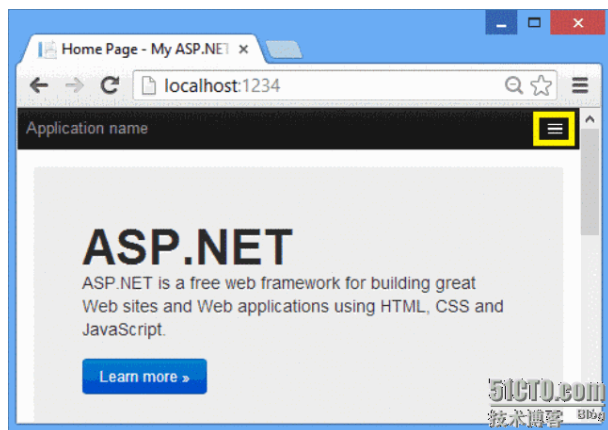 Home Page - My ASP.NET
localhost:1234
Application name
ASP.NET
ASP.NET is a free web framework for building great
Web sites and Web applications using HTML, CSS and
JavaScript.
Learn more »
51CTO.com
技术博客 Blog